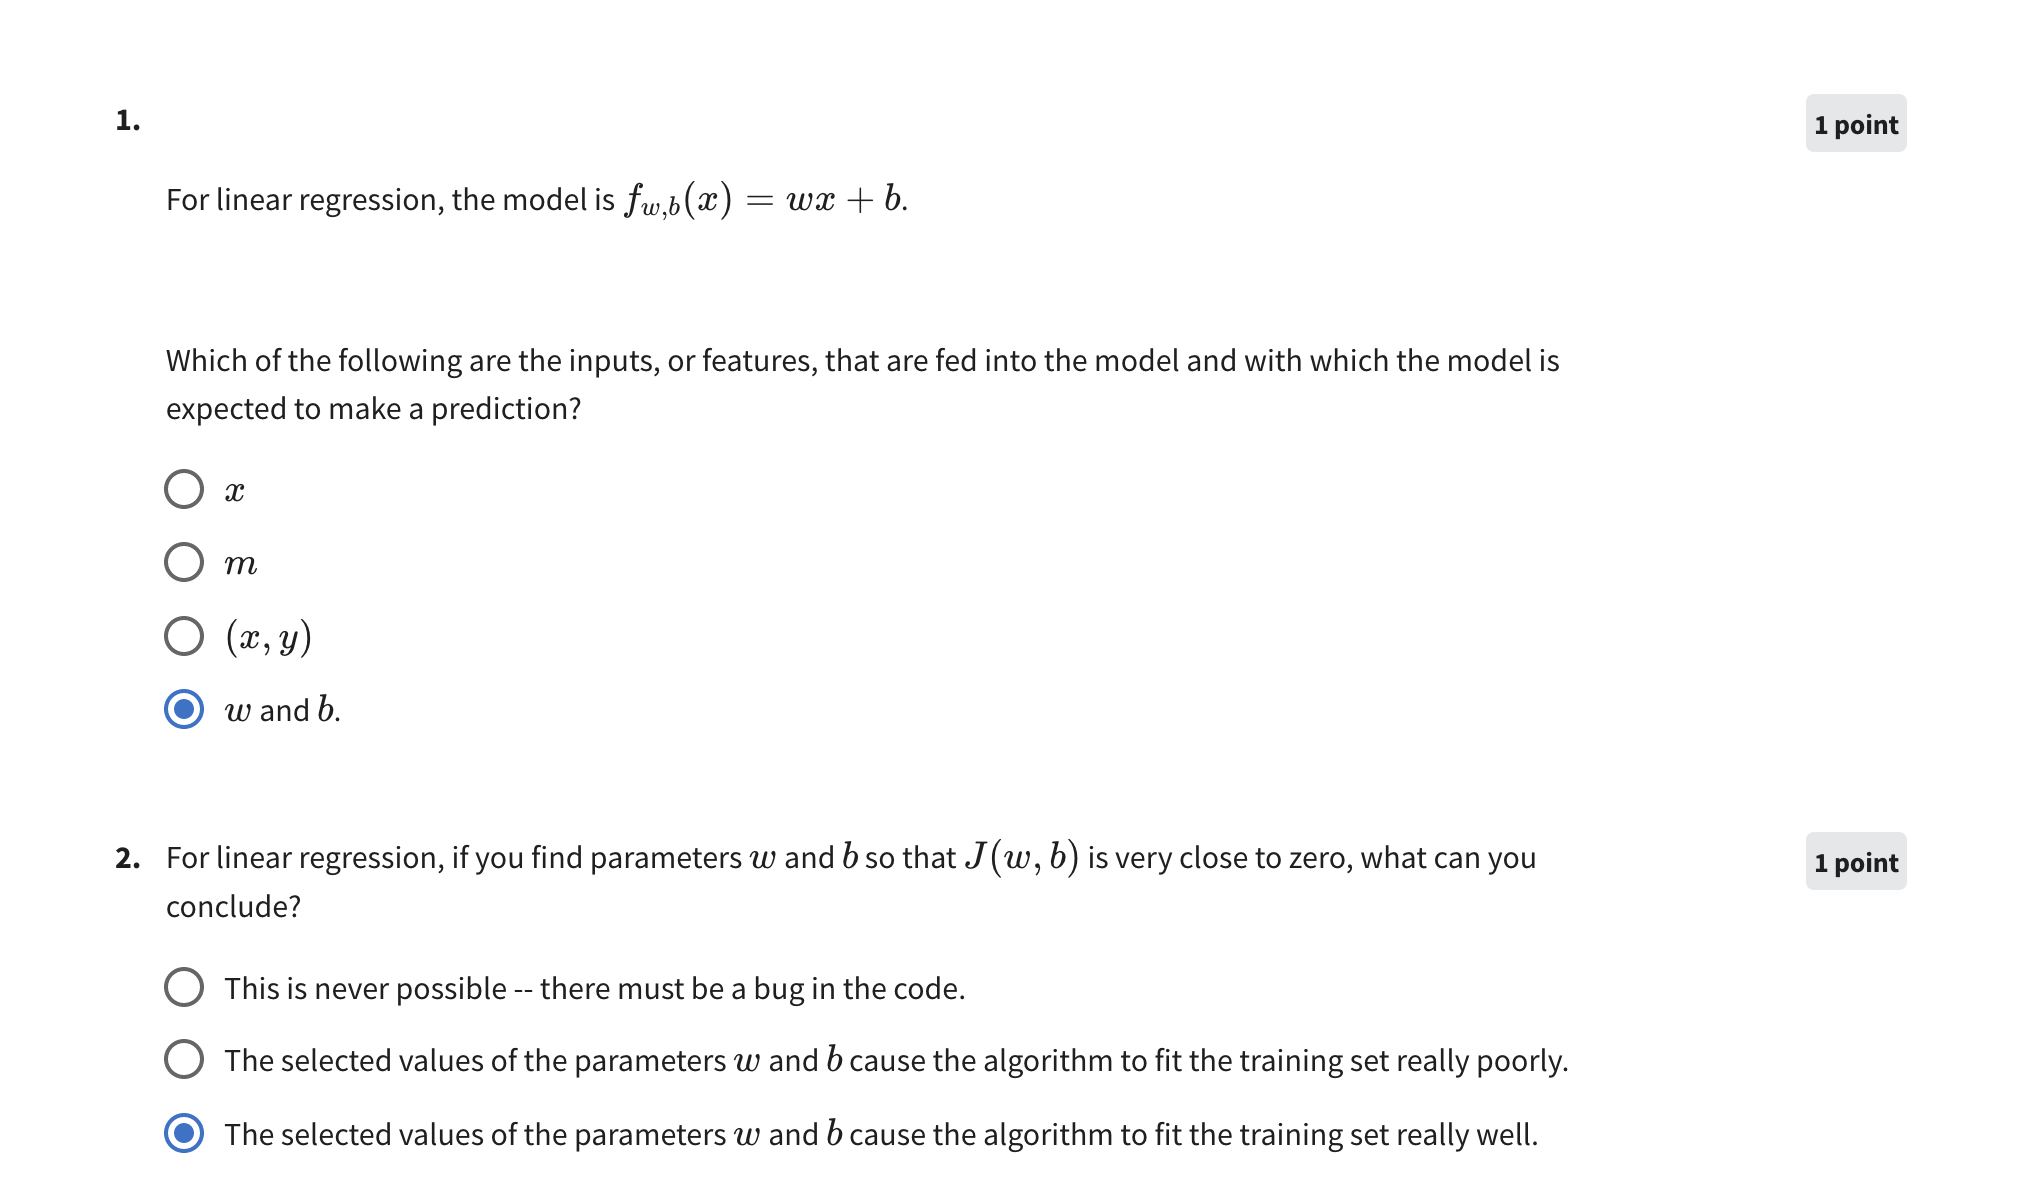 1.
1 point
For linear regression, the model is f_{w,b}(x) = wx + b.
Which of the following are the inputs, or features, that are fed into the model and with which the model is
expected to make a prediction?
x
m
(x, y)
w and b.
2. For linear regression, if you find parameters w and b so that J(w, b) is very close to zero, what can you
1 point
conclude?
This is never possible -- there must be a bug in the code.
The selected values of the parameters w and b cause the algorithm to fit the training set really poorly.
The selected values of the parameters w and b cause the algorithm to fit the training set really well.